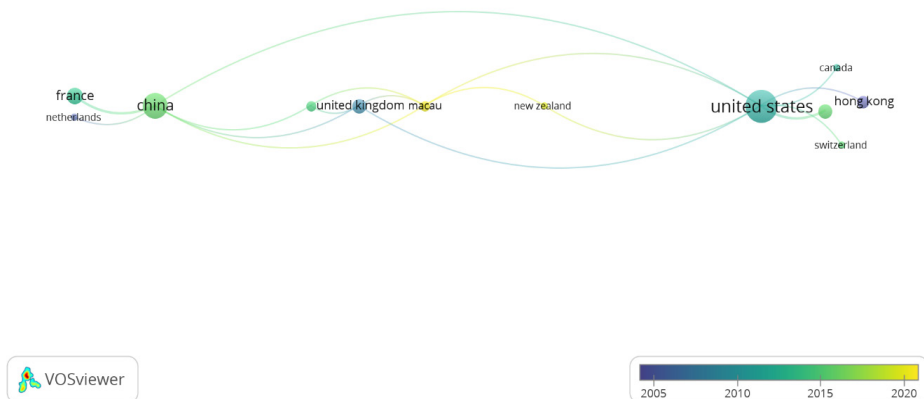 canada
france
china
united kingdom
macau
new zealand
united states
hong kong
netherlands
switzerland
VOSviewer
2005
2010
2015
2020